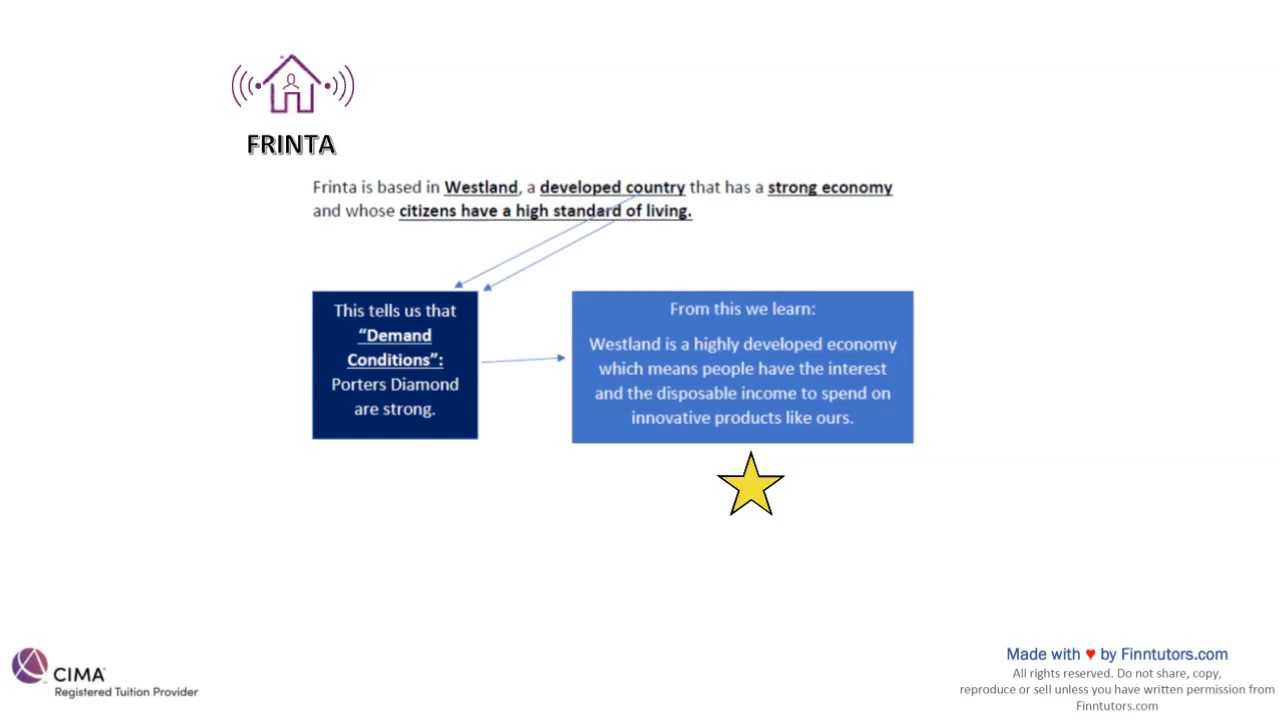 FRINTA
Frinta is based in Westland, a developed country that has a strong economy
and whose citizens have a high standard of living.
This tells us that
“Demand
Conditions”:
Porters Diamond
are strong.
From this we learn:
Westland is a highly developed economy
which means people have the interest
and the disposable income to spend on
innovative products like ours.
CIMA
Registered Tuition Provider
Made with ♥ by Finntutors.com
All rights reserved. Do not share, copy,
reproduce or sell unless you have written permission from
Finntutors.com